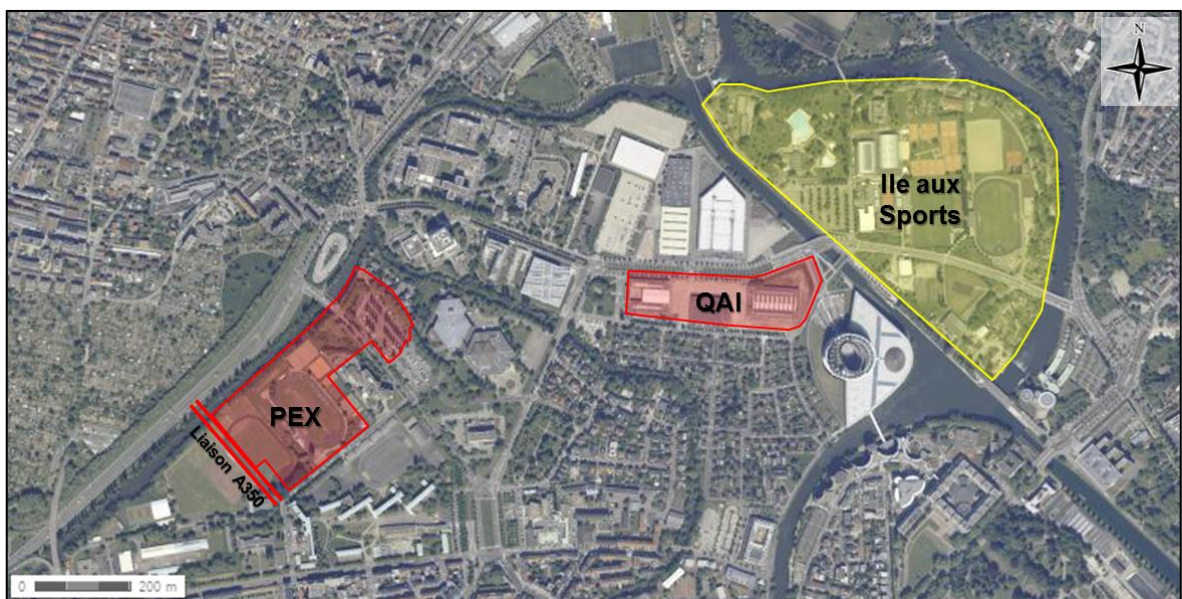 N
Ile aux
Sports
QAI
PEX
Liaison A350
0 200 m